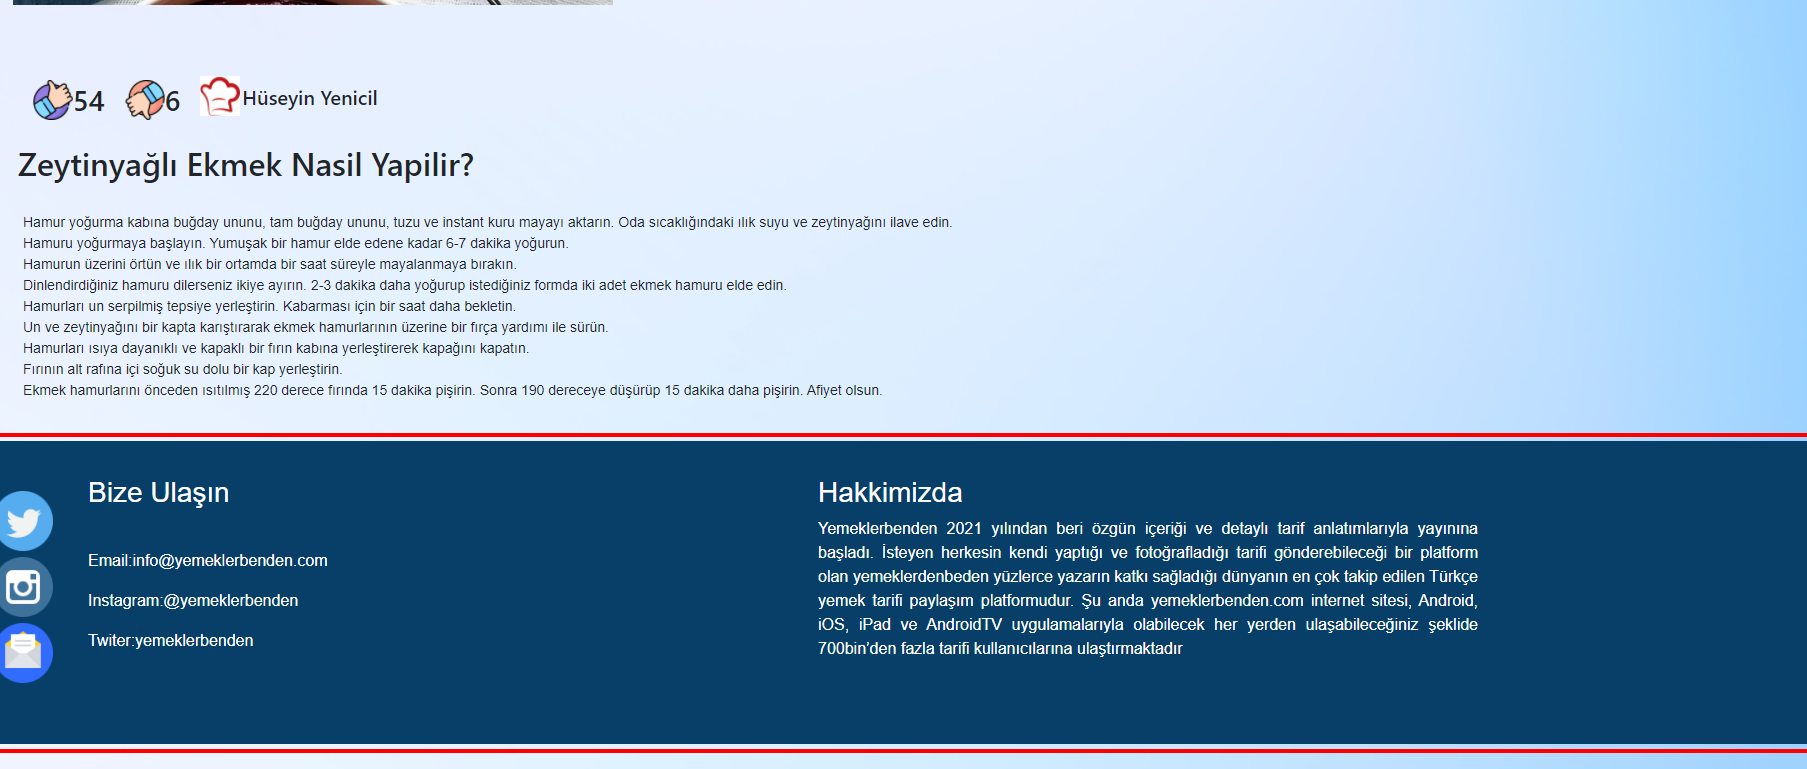 54 6 Hüseyin Yenicil
Zeytinyağlı Ekmek Nasil Yapilir?
Hamur yoğurma kabına buğday ununu, tam buğday ununu, tuzu ve instant kuru mayayı aktarın. Oda sıcaklığındaki ılık suyu ve zeytinyağını ilave edin.
Hamuru yoğurmaya başlayın. Yumuşak bir hamur elde edene kadar 6-7 dakika yoğurun.
Hamurun üzerini örtün ve ılık bir ortamda bir saat süreyle mayalanmaya bırakın.
Dinlendirdiğiniz hamuru dilerseniz ikiye ayırın. 2-3 dakika daha yoğurup istediğiniz formda iki adet ekmek hamuru elde edin.
Hamurları un serpilmiş tepsiye yerleştirin. Kabarması için bir saat daha bekletin.
Un ve zeytinyağını bir kapta karıştırarak ekmek hamurlarının üzerine bir fırça yardımı ile sürün.
Hamurları ısıya dayanıklı ve kapaklı bir fırın kabına yerleştirerek kapağını kapatın.
Fırının alt rafına içi soğuk su dolu bir kap yerleştirin.
Ekmek hamurlarını önceden ısıtılmış 220 derece fırında 15 dakika pişirin. Sonra 190 dereceye düşürüp 15 dakika daha pişirin. Afiyet olsun.
Bize Ulaşın
Email:info@yemeklerbenden.com
Instagram:@yemeklerbenden
Twiter:yemeklerbenden
Hakkimizda
Yemeklerbenden 2021 yılından beri özgün içeriği ve detaylı tarif anlatımlarıyla yayınına
başladı. İsteyen herkesin kendi yaptığı ve fotoğrafladığı tarifi gönderebileceği bir platform
olan yemeklerdenbeden yüzlerce yazarın katkı sağladığı dünyanın en çok takip edilen Türkçe
yemek tarifi paylaşım platformudur. Şu anda yemeklerbenden.com internet sitesi, Android,
iOS, iPad ve AndroidTV uygulamalarıyla olabilecek her yerden ulaşabileceğiniz şeklide
700bin’den fazla tarifi kullanıcılarına ulaştırmaktadır